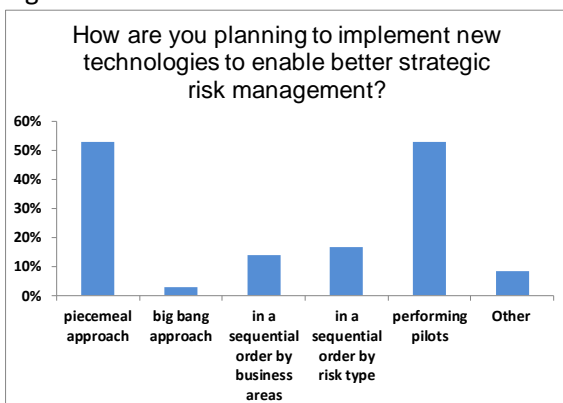 How are you planning to implement new
technologies to enable better strategic
risk management?
60%
50%
40%
30%
20%
10%
0%
piecemeal
approach
big bang
approach
in a
sequential
order by
business
areas
in a
sequential
order by
risk type
performing
pilots
Other